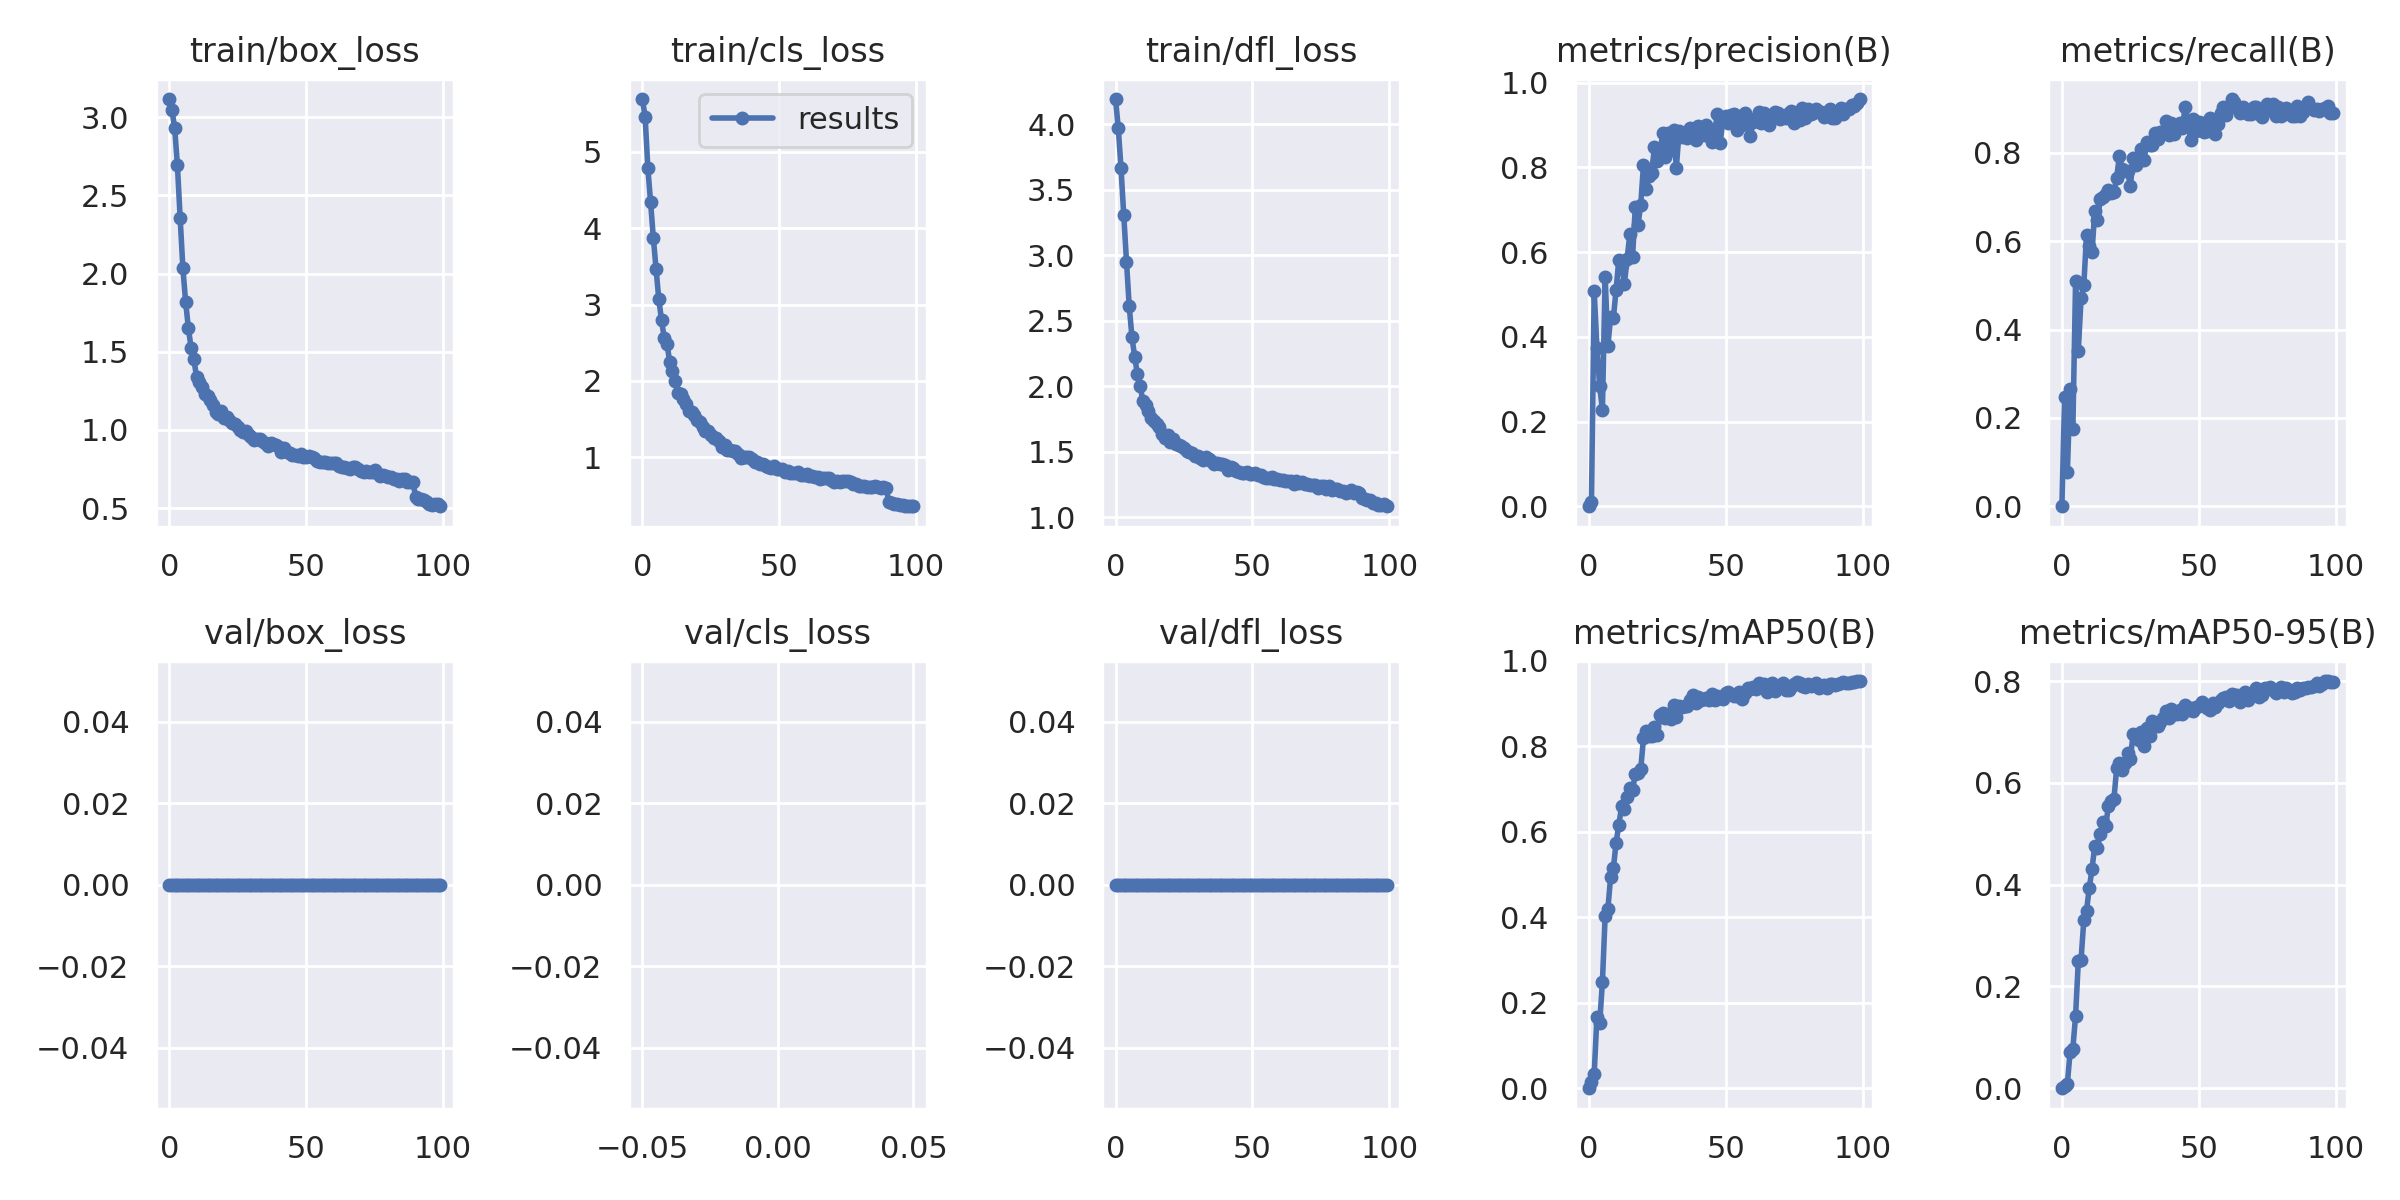 train/box_loss
train/cls_loss
train/dfl_loss
metrics/precision(B)
metrics/recall(B)
3.0
2.5
2.0
1.5
1.0
0.5
0 50 100
results
5
4
3
2
1
0 50 100
4.0
3.5
3.0
2.5
2.0
1.5
1.0
0 50 100
1.0
0.8
0.6
0.4
0.2
0.0
0 50 100
0.8
0.6
0.4
0.2
0.0
0 50 100
val/box_loss
val/cls_loss
val/dfl_loss
metrics/mAP50(B)
metrics/mAP50-95(B)
0.04
0.02
0.00
−0.02
−0.04
0 50 100
0.04
0.02
0.00
−0.02
−0.04
−0.05 0.00 0.05
0.04
0.02
0.00
−0.02
−0.04
0 50 100
1.0
0.8
0.6
0.4
0.2
0.0
0 50 100
0.8
0.6
0.4
0.2
0.0
0 50 100